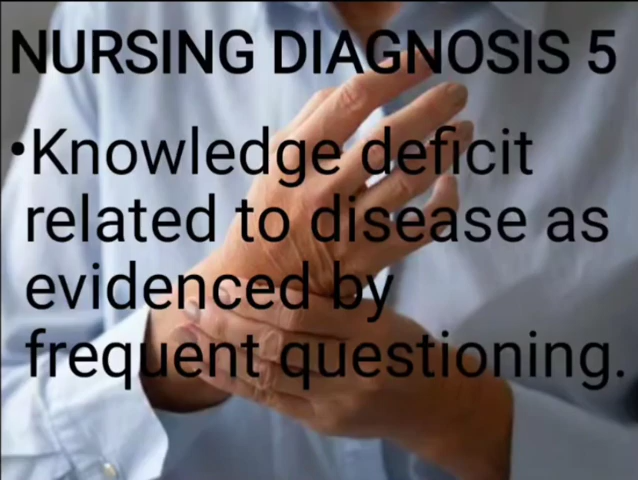 NURSING DIAGNOSIS 5
•Knowledge deficit
related to disease as
evidenced by
frequent questioning.